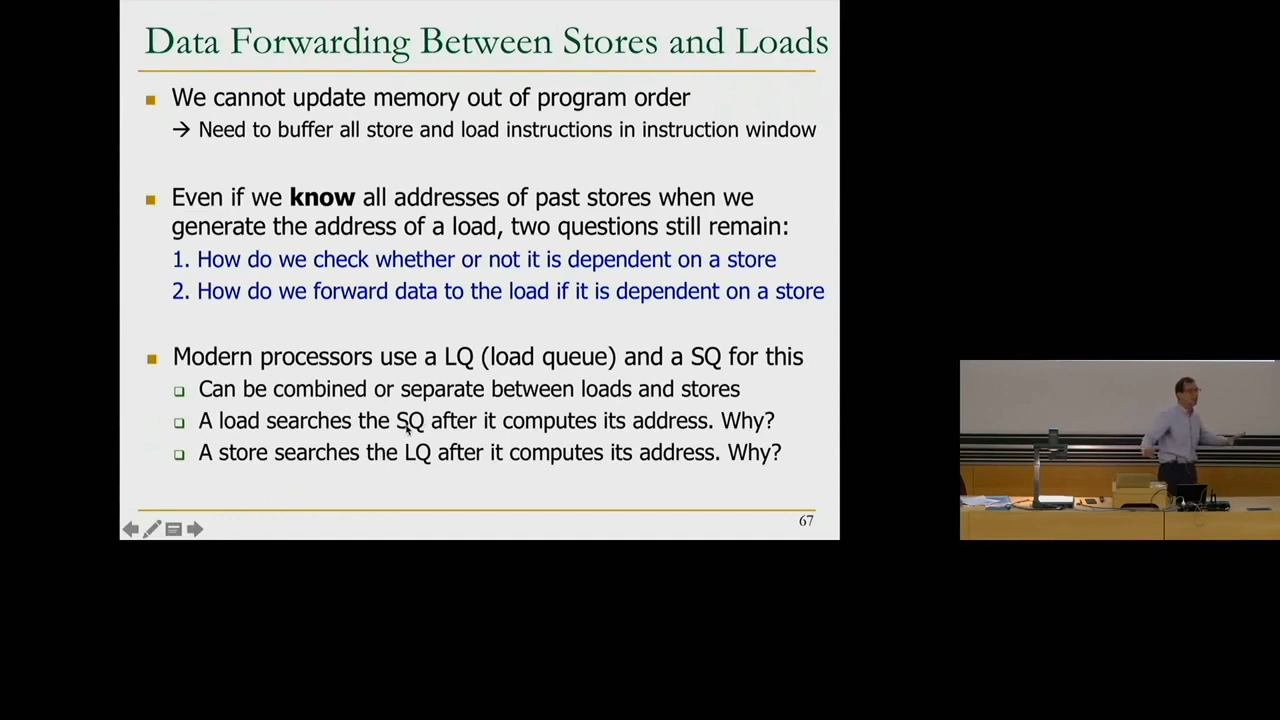 Data Forwarding Between Stores and Loads
We cannot update memory out of program order
→ Need to buffer all store and load instructions in instruction window
Even if we know all addresses of past stores when we
generate the address of a load, two questions still remain:
1. How do we check whether or not it is dependent on a store
2. How do we forward data to the load if it is dependent on a store
Modern processors use a LQ (load queue) and a SQ for this
Can be combined or separate between loads and stores
A load searches the SQ after it computes its address. Why?
A store searches the LQ after it computes its address. Why?
67